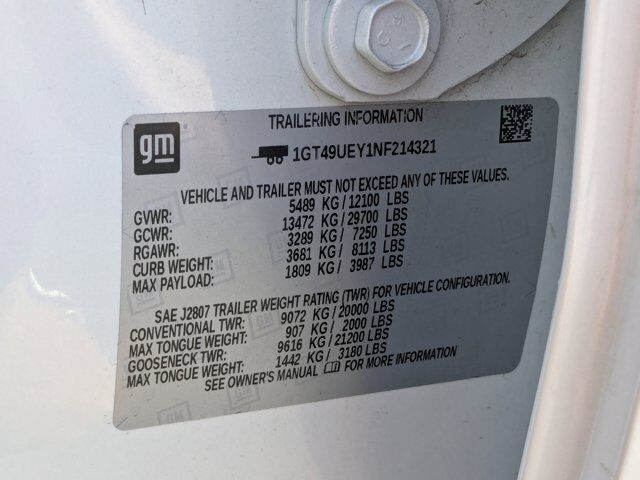 TRAILERING INFORMATION
gm
1GT49UEY1NF214321
VEHICLE AND TRAILER MUST NOT EXCEED ANY OF THESE VALUES.
GVWR: 5489 KG/12100 LBS
GCWR: 13472 KG/29700 LBS
RGAWR: 3289 KG/ 7250 LBS
CURB WEIGHT: 3681 KG/ 8113 LBS
MAX PAYLOAD: 1809 KG/ 3987 LBS
SAE J2807 TRAILER WEIGHT RATING (TWR) FOR VEHICLE CONFIGURATION.
CONVENTIONAL TWR: 9072 KG/20000 LBS
MAX TONGUE WEIGHT: 907 KG/ 2000 LBS
GOOSENECK TWR: 9616 KG/21200 LBS
MAX TONGUE WEIGHT: 1442 KG/ 3180 LBS
SEE OWNER'S MANUAL FOR MORE INFORMATION